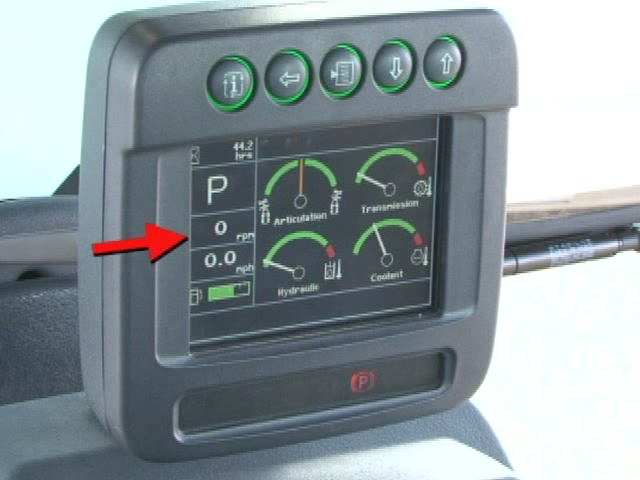 44.2
hrs
P
0
rpm
0.0
mph
Articulation
Transmission
Hydraulic
Coolant
P